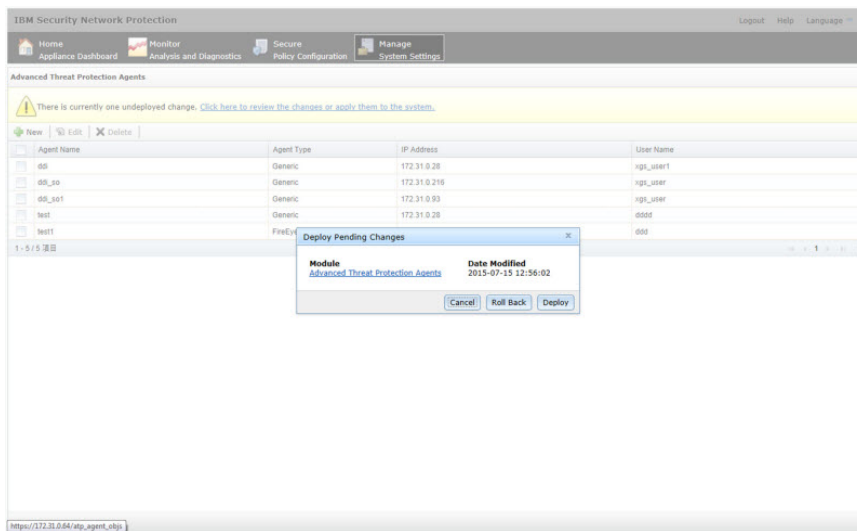 IBM Security Network Protection
Logout Help Language
Home
Appliance Dashboard
Monitor
Analysis and Diagnostics
Secure
Policy Configuration
Manage
System Settings
Advanced Threat Protection Agents
There is currently one undeployed change. Click here to review the changes or apply them to the system.
New Edit Delete
Agent Name Agent Type IP Address User Name
ddi Generic 172.31.0.28 xgs_user1
ddi_so Generic 172.31.0.216 xgs_user
ddi_so1 Generic 172.31.0.93 xgs_user
test Generic 172.31.0.28 dddd
test1 FireEye ddd
1 - 5 / 5 項目 1
Deploy Pending Changes
Module Date Modified
Advanced Threat Protection Agents 2015-07-15 12:56:02
Cancel Roll Back Deploy
https://172.31.0.64/atp_agent_objs